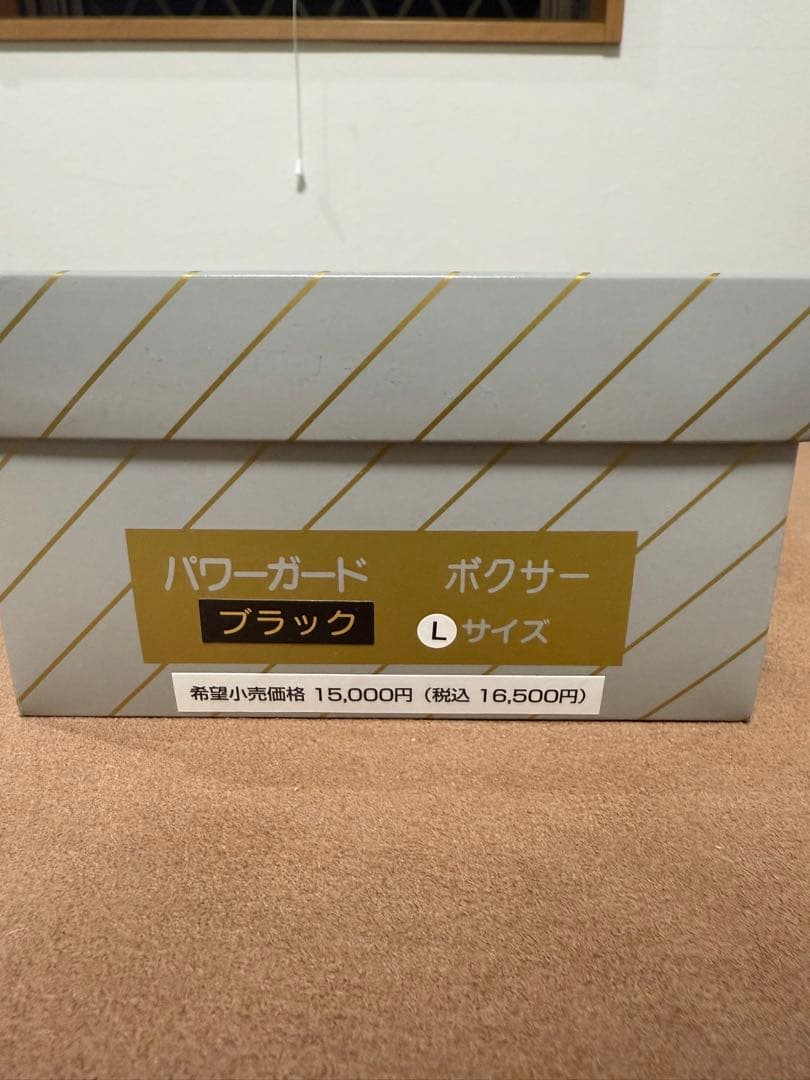 パワーガード ボクサー
ブラック Lサイズ
希望小売価格 15,000円（税込 16,500円）